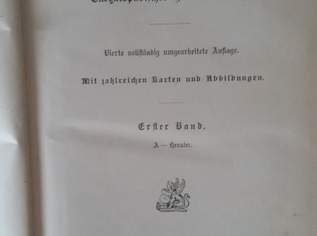 Vierte vollständig umgearbeitete Auflage.
Mit zahlreichen Karten und Abbildungen.
Erster Band.
A —